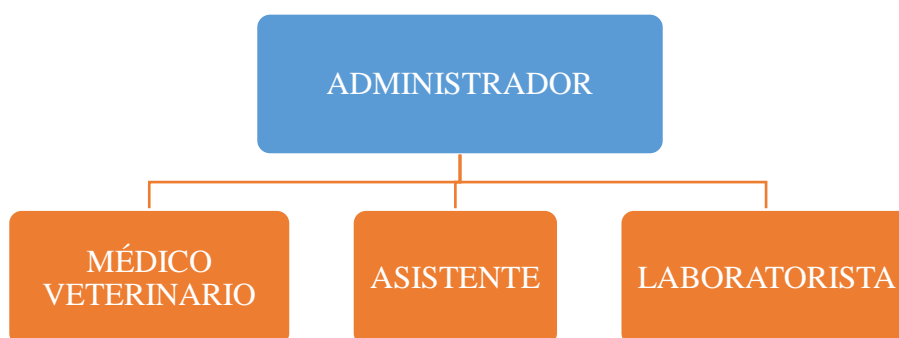 ADMINISTRADOR
MÉDICO
VETERINARIO
ASISTENTE
LABORATORISTA